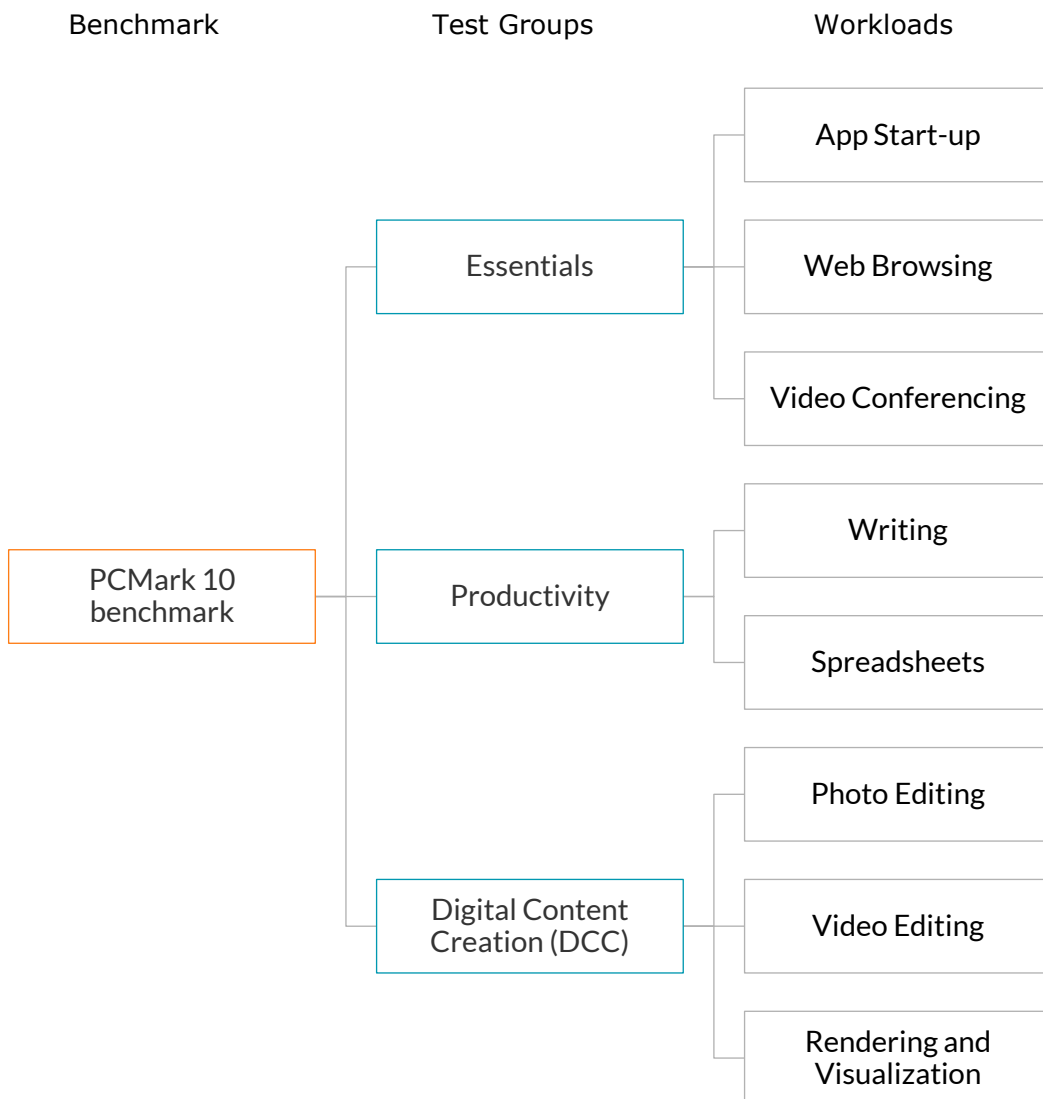 Benchmark
Test Groups
Workloads
App Start-up
Essentials
Web Browsing
Video Conferencing
Writing
PCMark 10
benchmark
Productivity
Spreadsheets
Photo Editing
Digital Content
Creation (DCC)
Video Editing
Rendering and
Visualization